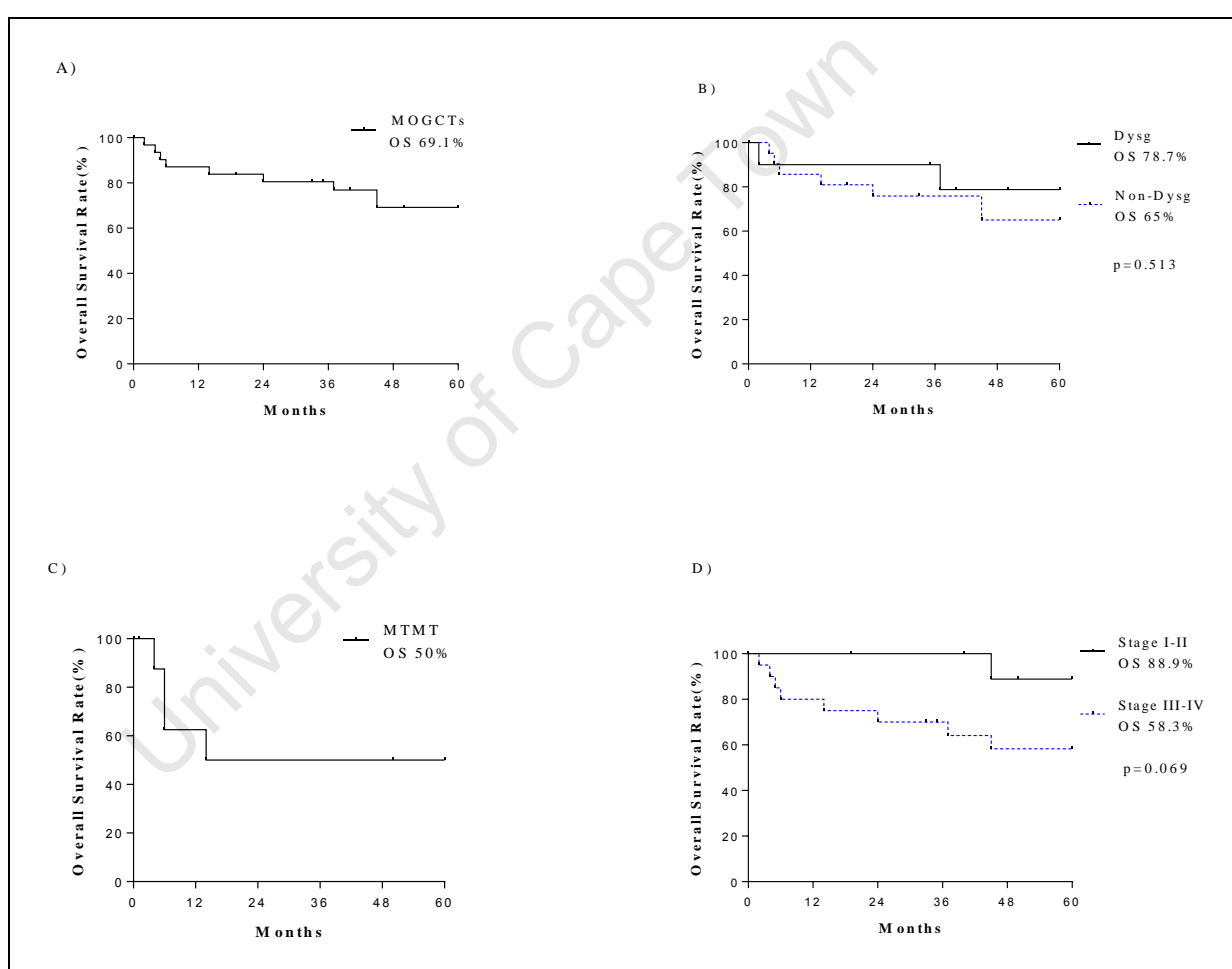 A)
MOGCTs
OS 69.1%
Overall Survival Rate(%)
100
80
60
40
20
0
0 12 24 36 48 60
Months
B)
Dysg
OS 78.7%
Non-Dysg
OS 65%
p=0.513
Overall Survival Rate(%)
100
80
60
40
20
0
0 12 24 36 48 60
Months
C)
MTMT
OS 50%
Overall Survival Rate(%)
100
80
60
40
20
0
0 12 24 36 48 60
Months
D)
Stage I-II
OS 88.9%
Stage III-IV
OS 58.3%
p=0.069
Overall Survival Rate(%)
100
80
60
40
20
0
0 12 24 36 48 60
Months
University of Cape Town